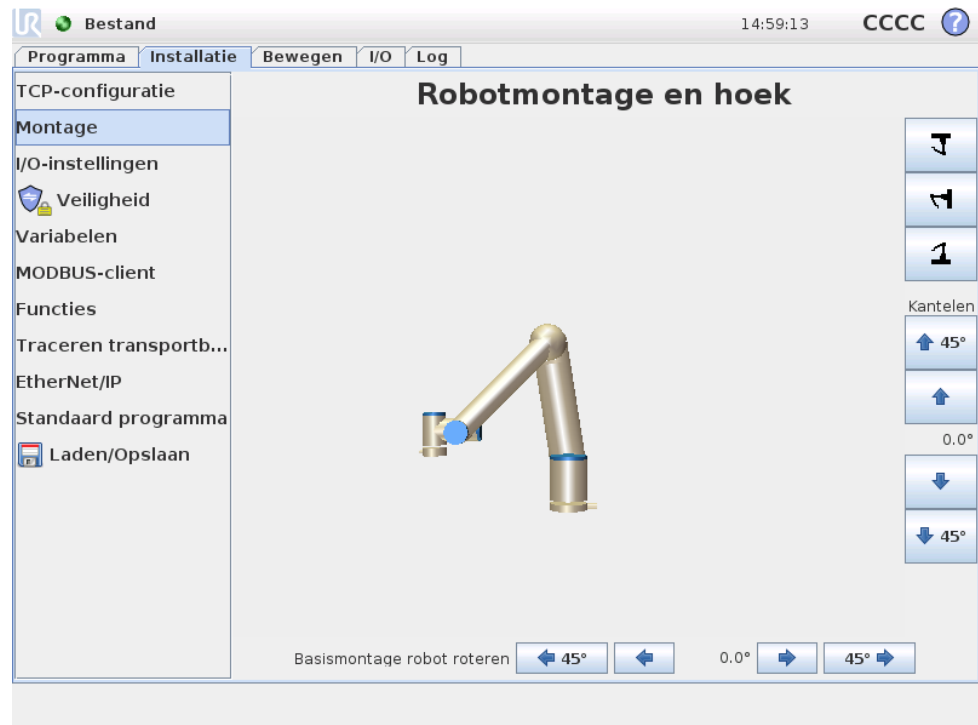 UR Bestand 14:59:13 CCCC ?
Programma Installatie Bewegen I/O Log
TCP-configuratie
Montage
I/O-instellingen
Veiligheid
Variabelen
MODBUS-client
Functies
Traceren transportb...
EtherNet/IP
Standaard programma
Laden/Opslaan
Robotmontage en hoek
Kantelen
45°
0.0°
45°
Basismontage robot roteren 45° 0.0° 45°